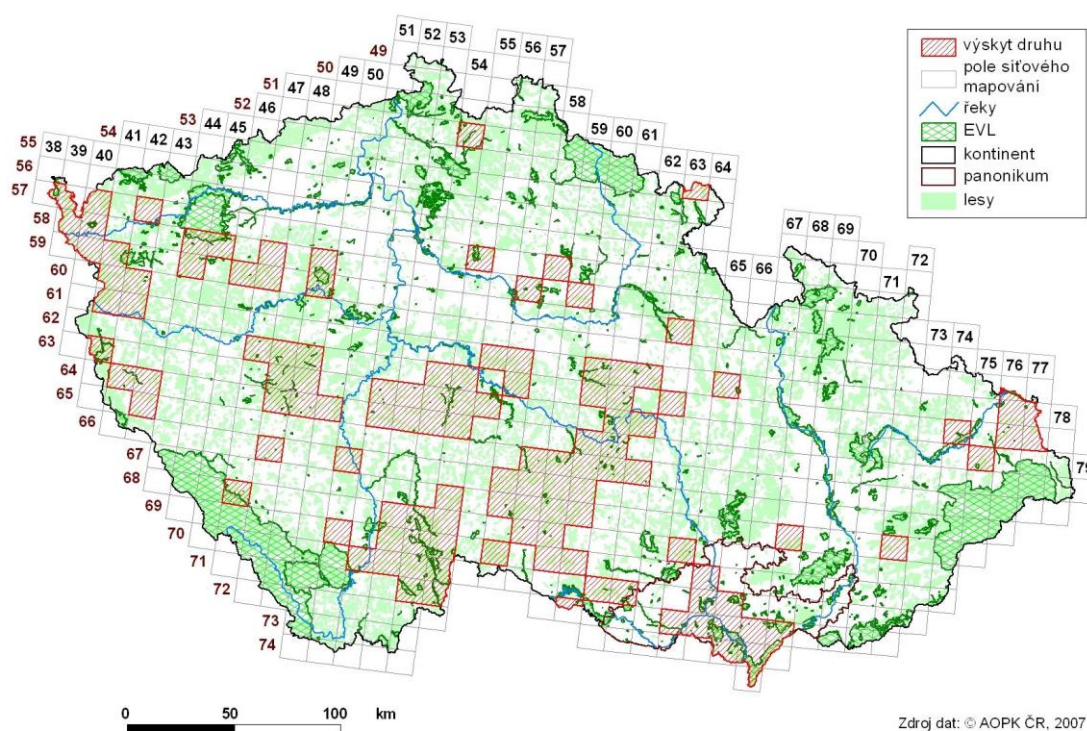 51 52 53
55 56 57
49
54
50
49 50
58
51
47 48
59 60 61
52
46
53
44 45
62 63 64
54
41 42 43
55
38 39 40
56
57
67 68 69
58
70
72
59
65 66
71
60
61
62
73 74
63
75 76 77
64
65
78
66
79
67
68
69
70
71
72
73
74
výskyt druhu
pole síťového
mapování
řeky
EVL
kontinent
panonikum
lesy
0 50 100 km
Zdroj dat: © AOPK ČR, 2007